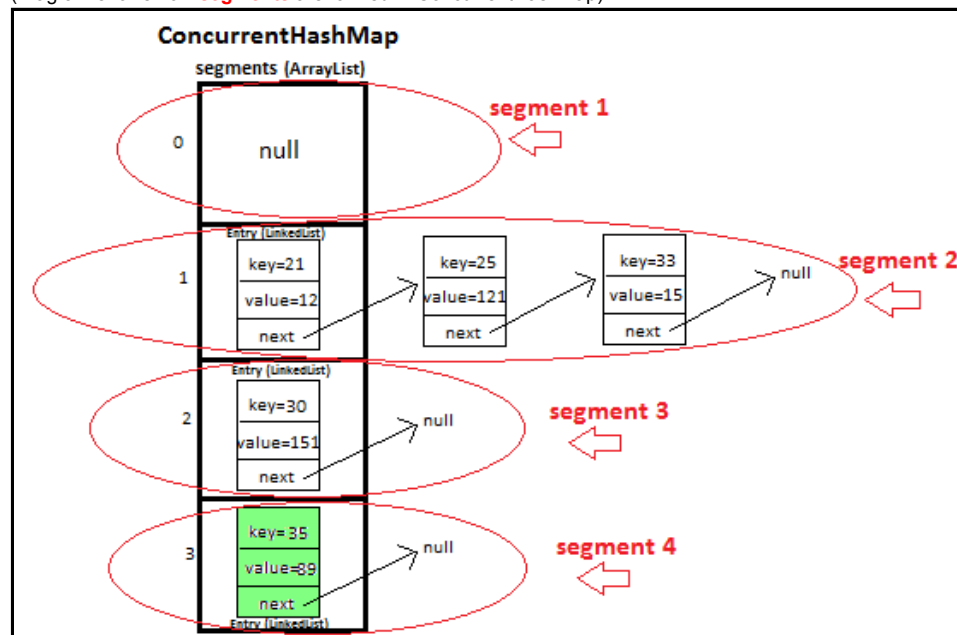 ConcurrentHashMap
segments (ArrayList)
segment 1
0
null
Entry (LinkedList)
1
key=21
value=12
next
key=25
value=121
next
key=33
value=15
next
null
segment 2
Entry (LinkedList)
2
key=30
value=151
next
null
segment 3
3
key=35
value=89
next
null
segment 4
Entry (LinkedList)